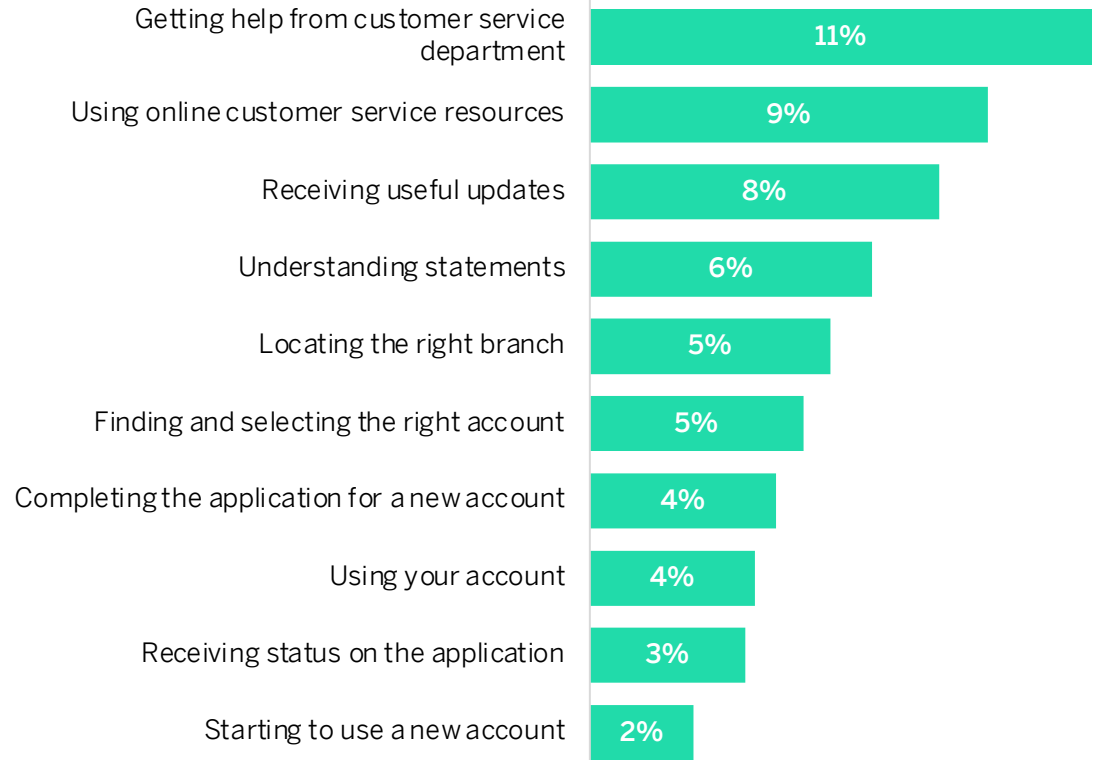 Getting help from customer service
department
11%
Using online customer service resources
9%
Receiving useful updates
8%
Understanding statements
6%
Locating the right branch
5%
Finding and selecting the right account
5%
Completing the application for a new account
4%
Using your account
4%
Receiving status on the application
3%
Starting to use a new account
2%